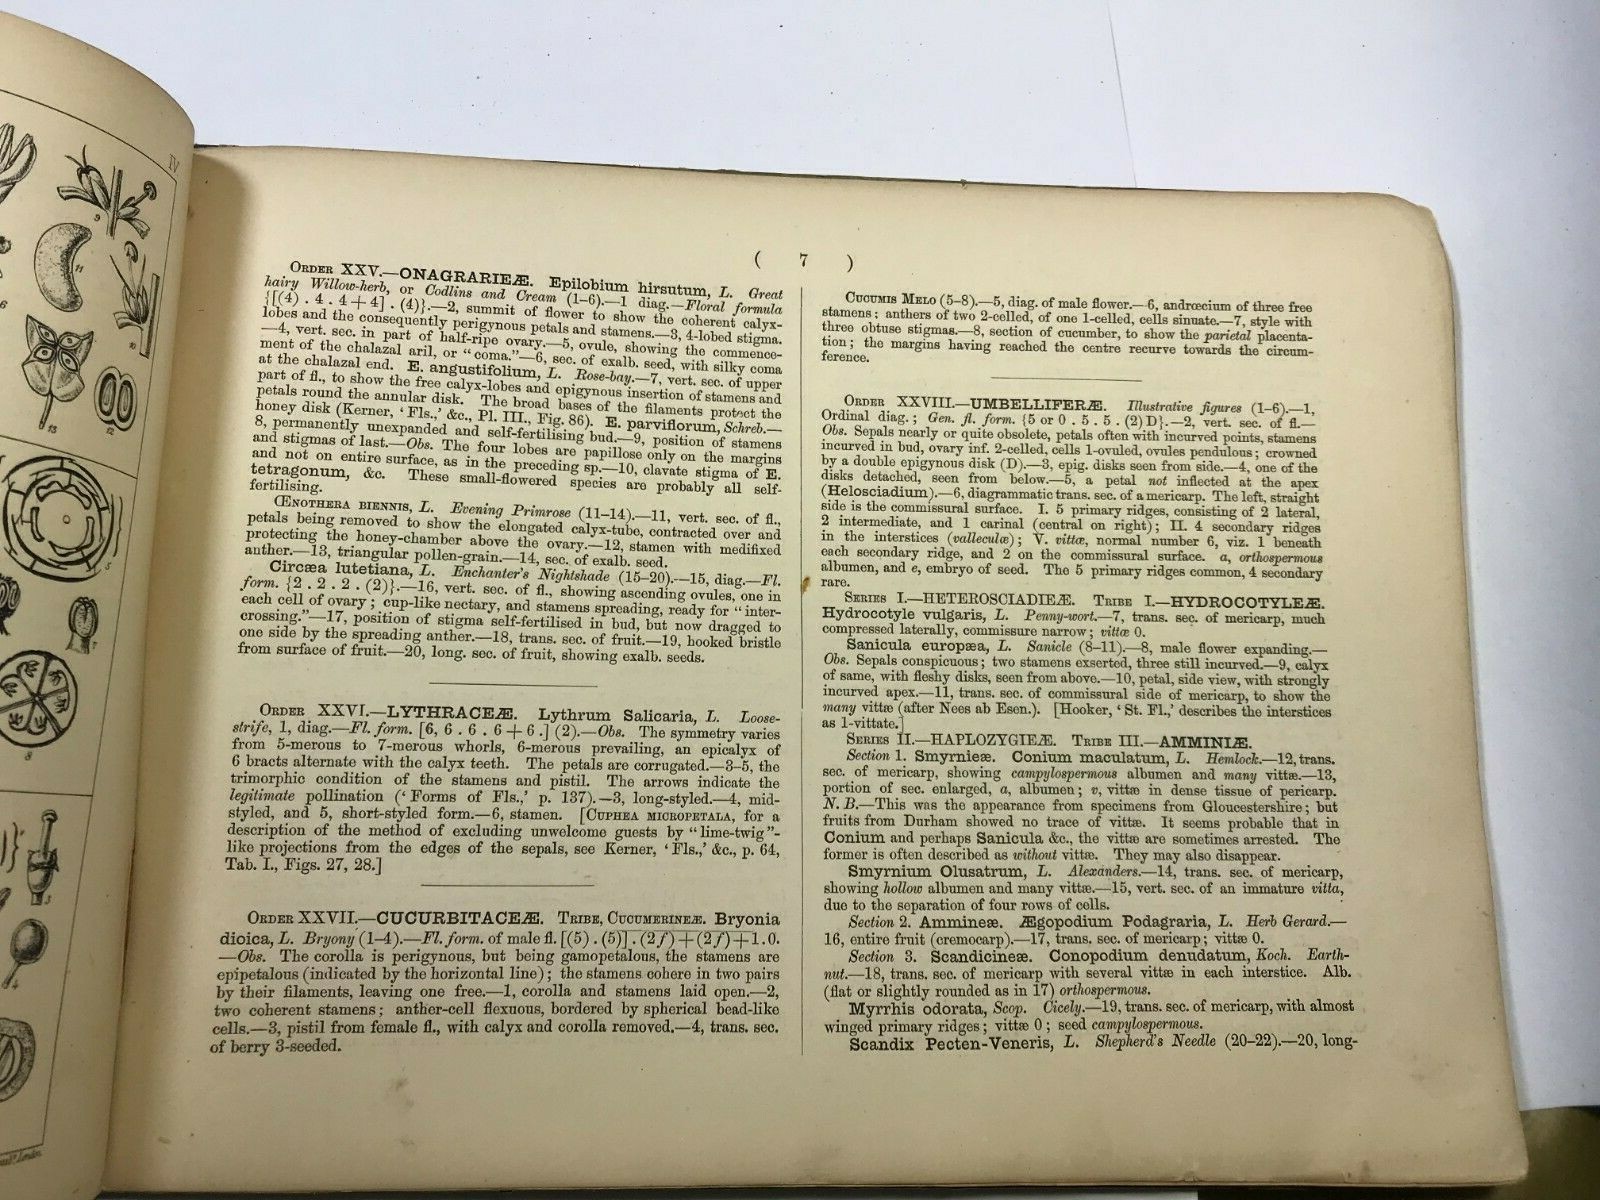 IV
9
11
6
10
13
12
5
7
8
3
4
( 7 )
ORDER XXV.—ONAGRARIEÆ. Epilobium hirsutum, L. Great
hairy Willow-herb, or Codlins and Cream (1–6).—1 diag.—Floral formula
{[(4) . 4 . 4 + 4] . (4)}.—2, summit of flower to show the coherent calyx-
lobes and the consequently perigynous petals and stamens.—3, 4-lobed stigma.
—4, vert. sec. in part of half-ripe ovary.—5, ovule, showing the commence-
ment of the chalazal aril, or “coma.”—6, sec. of exalb. seed, with silky coma
at the chalazal end. E. angustifolium, L. Rose-bay.—7, vert. sec. of upper
part of fl., to show the free calyx-lobes and epigynous insertion of stamens and
petals round the annular disk. The broad bases of the filaments protect the
honey disk (Kerner, ‘Fls.,’ &c., Pl. III., Fig. 86). E. parviflorum, Schreb.—
8, permanently unexpanded and self-fertilising bud.—9, position of stamens
and stigmas of last.—Obs. The four lobes are papillose only on the margins
and not on entire surface, as in the preceding sp.—10, clavate stigma of E.
tetragonum, &c. These small-flowered species are probably all self-
fertilising.
ŒNOTHERA BIENNIS, L. Evening Primrose (11–14).—11, vert. sec. of fl.,
petals being removed to show the elongated calyx-tube, contracted over and
protecting the honey-chamber above the ovary.—12, stamen with medifixed
anther.—13, triangular pollen-grain.—14, sec. of exalb. seed.
Circæa lutetiana, L. Enchanter's Nightshade (15–20).—15, diag.—Fl.
form. {2 . 2 . 2 . (2)}.—16, vert. sec. of fl., showing ascending ovules, one in
each cell of ovary; cup-like nectary, and stamens spreading, ready for “inter-
crossing.”—17, position of stigma self-fertilised in bud, but now dragged to
one side by the spreading anther.—18, trans. sec. of fruit.—19, hooked bristle
from surface of fruit.—20, long. sec. of fruit, showing exalb. seeds.
ORDER XXVI.—LYTHRACEÆ. Lythrum Salicaria, L. Loose-
strife, 1, diag.—Fl. form. [6, 6 . 6 . 6 + 6 .] (2).—Obs. The symmetry varies
from 5-merous to 7-merous whorls, 6-merous prevailing, an epicalyx of
6 bracts alternate with the calyx teeth. The petals are corrugated.—3–5, the
trimorphic condition of the stamens and pistil. The arrows indicate the
legitimate pollination (‘Forms of Fls.,’ p. 137).—3, long-styled.—4, mid-
styled, and 5, short-styled form.—6, stamen. [CUPHEA MICROPETALA, for a
description of the method of excluding unwelcome guests by “lime-twig”-
like projections from the edges of the sepals, see Kerner, ‘Fls.,’ &c., p. 64,
Tab. I., Figs. 27, 28.]
ORDER XXVII.—CUCURBITACEÆ. TRIBE, CUCUMERINEÆ. Bryonia
dioica, L. Bryony (1–4).—Fl. form. of male fl. [(5) . (5)] . (2 f) + (2 f) + 1 . 0.
—Obs. The corolla is perigynous, but being gamopetalous, the stamens are
epipetalous (indicated by the horizontal line); the stamens cohere in two pairs
by their filaments, leaving one free.—1, corolla and stamens laid open.—2,
two coherent stamens; anther-cell flexuous, bordered by spherical bead-like
cells.—3, pistil from female fl., with calyx and corolla removed.—4, trans. sec.
of berry 3-seeded.
CUCUMIS MELO (5–8).—5, diag. of male flower.—6, andrœcium of three free
stamens; anthers of two 2-celled, of one 1-celled, cells sinuate.—7, style with
three obtuse stigmas.—8, section of cucumber, to show the parietal placenta-
tion; the margins having reached the centre recurve towards the circum-
ference.
ORDER XXVIII.—UMBELLIFERÆ. Illustrative figures (1–6).—1,
Ordinal diag.; Gen. fl. form. {5 or 0 . 5 . 5 . (2) D}.—2, vert. sec. of fl.—
Obs. Sepals nearly or quite obsolete, petals often with incurved points, stamens
incurved in bud, ovary inf. 2-celled, cells 1-ovuled, ovules pendulous; crowned
by a double epigynous disk (D).—3, epig. disks seen from side.—4, one of the
disks detached, seen from below.—5, a petal not inflected at the apex
(Helosciadium).—6, diagrammatic trans. sec. of a mericarp. The left, straight
side is the commissural surface. I. 5 primary ridges, consisting of 2 lateral,
2 intermediate, and 1 carinal (central on right); II. 4 secondary ridges
in the interstices (valleculæ); V. vittæ, normal number 6, viz. 1 beneath
each secondary ridge, and 2 on the commissural surface. a, orthospermous
albumen, and e, embryo of seed. The 5 primary ridges common, 4 secondary
rare.
SERIES I.—HETEROSCIADIEÆ. TRIBE I.—HYDROCOTYLEÆ.
Hydrocotyle vulgaris, L. Penny-wort.—7, trans. sec. of mericarp, much
compressed laterally, commissure narrow; vittæ 0.
Sanicula europæa, L. Sanicle (8–11).—8, male flower expanding.—
Obs. Sepals conspicuous; two stamens exserted, three still incurved.—9, calyx
of same, with fleshy disks, seen from above.—10, petal, side view, with strongly
incurved apex.—11, trans. sec. of commissural side of mericarp, to show the
many vittæ (after Nees ab Esen.). [Hooker, ‘St. Fl.,’ describes the interstices
as 1-vittate.]
SERIES II.—HAPLOZYGIEÆ. TRIBE III.—AMMINIÆ.
Section 1. Smyrnieæ. Conium maculatum, L. Hemlock.—12, trans.
sec. of mericarp, showing campylospermous albumen and many vittæ.—13,
portion of sec. enlarged, a, albumen; v, vittæ in dense tissue of pericarp.
N.B.—This was the appearance from specimens from Gloucestershire; but
fruits from Durham showed no trace of vittæ. It seems probable that in
Conium and perhaps Sanicula &c., the vittæ are sometimes arrested. The
former is often described as without vittæ. They may also disappear.
Smyrnium Olusatrum, L. Alexanders.—14, trans. sec. of mericarp,
showing hollow albumen and many vittæ.—15, vert. sec. of an immature vitta,
due to the separation of four rows of cells.
Section 2. Ammineæ. Ægopodium Podagraria, L. Herb Gerard.—
16, entire fruit (cremocarp).—17, trans. sec. of mericarp; vittæ 0.
Section 3. Scandicineæ. Conopodium denudatum, Koch. Earth-
nut.—18, trans. sec. of mericarp with several vittæ in each interstice. Alb.
(flat or slightly rounded as in 17) orthospermous.
Myrrhis odorata, Scop. Cicely.—19, trans. sec. of mericarp, with almost
winged primary ridges; vittæ 0; seed campylospermous.
Scandix Pecten-Veneris, L. Shepherd's Needle (20–22).—20, long-